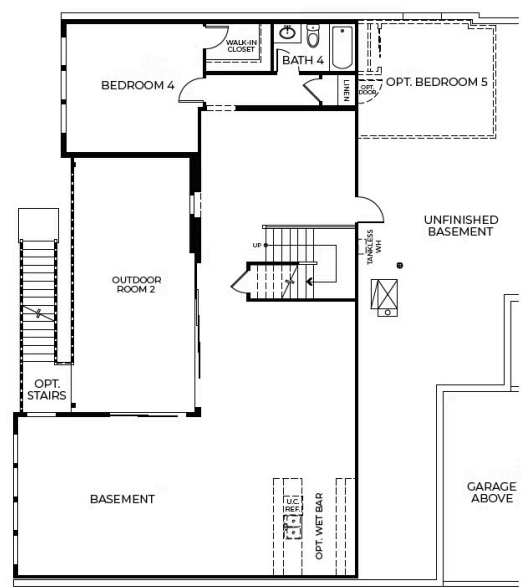 WALK-IN
CLOSET
BATH 4
BEDROOM 4
LINEN
OPT.
DOOR
OPT. BEDROOM 5
UNFINISHED
BASEMENT
UP
TANKLESS
WH
OUTDOOR
ROOM 2
OPT.
STAIRS
BASEMENT
U.C.
REF.
OPT. WET BAR
GARAGE
ABOVE